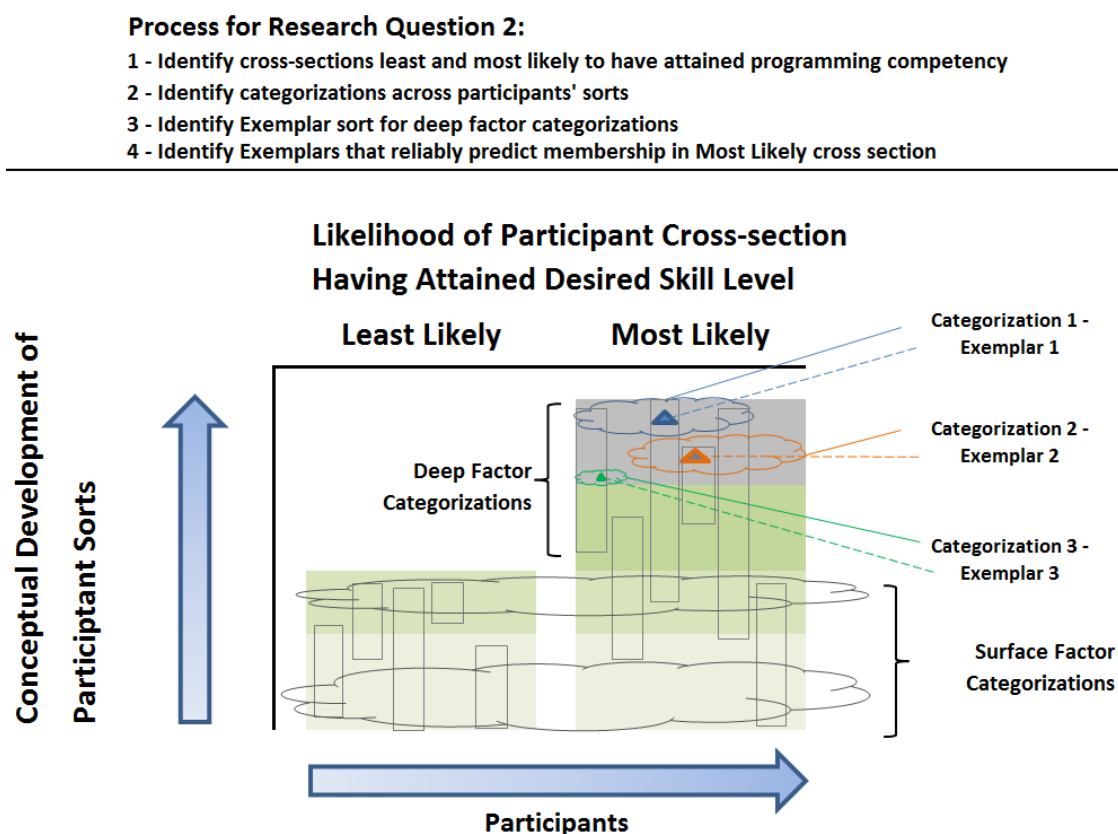 Process for Research Question 2:
1 - Identify cross-sections least and most likely to have attained programming competency
2 - Identify categorizations across participants' sorts
3 - Identify Exemplar sort for deep factor categorizations
4 - Identify Exemplars that reliably predict membership in Most Likely cross section
Likelihood of Participant Cross-section
Having Attained Desired Skill Level
Least Likely
Most Likely
Conceptual Development of
Participtant Sorts
Categorization 1 -
Exemplar 1
Categorization 2 -
Exemplar 2
Categorization 3 -
Exemplar 3
Deep Factor
Categorizations
Surface Factor
Categorizations
Participants